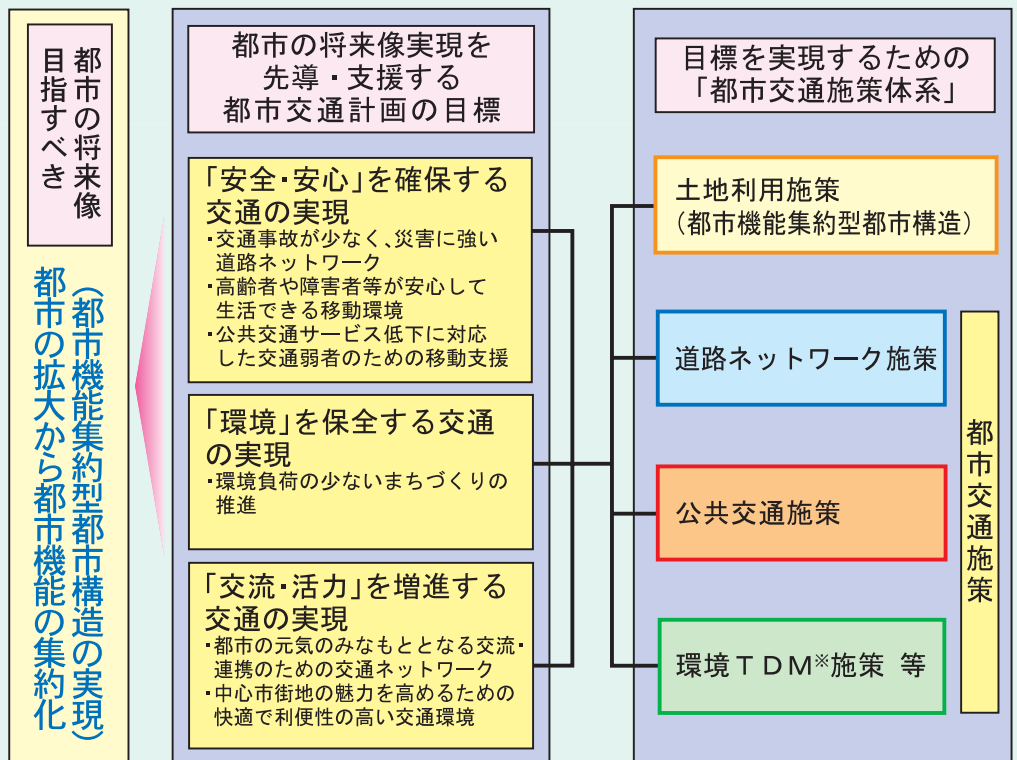 都市の将来像
目指すべき
都市の拡大から都市機能の集約化
（都市機能集約型都市構造の実現）
都市の将来像実現を
先導・支援する
都市交通計画の目標
「安全・安心」を確保する
交通の実現
・交通事故が少なく、災害に強い
道路ネットワーク
・高齢者や障害者等が安心して
生活できる移動環境
・公共交通サービス低下に対応
した交通弱者のための移動支援
「環境」を保全する交通
の実現
・環境負荷の少ないまちづくりの
推進
「交流・活力」を増進する
交通の実現
・都市の元気のみなもととなる交流・
連携のための交通ネットワーク
・中心市街地の魅力を高めるための
快適で利便性の高い交通環境
目標を実現するための
「都市交通施策体系」
土地利用施策
（都市機能集約型都市構造）
道路ネットワーク施策
公共交通施策
環境ＴＤＭ※施策 等
都市交通施策